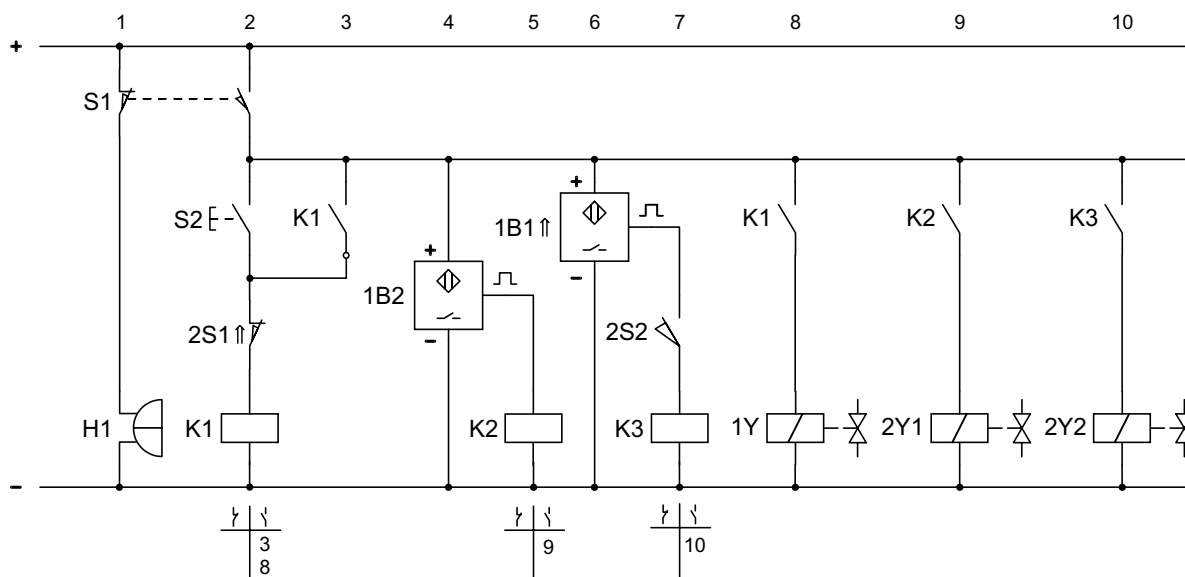 1 2 3 4 5 6 7 8 9 10
+
S1
+
S2 K1 1B1⇑ K1 K2 K3
+
1B2 –
2S1⇑ 2S2
–
H1 K1 K2 K3 1Y 2Y1 2Y2
–
3 9 10
8